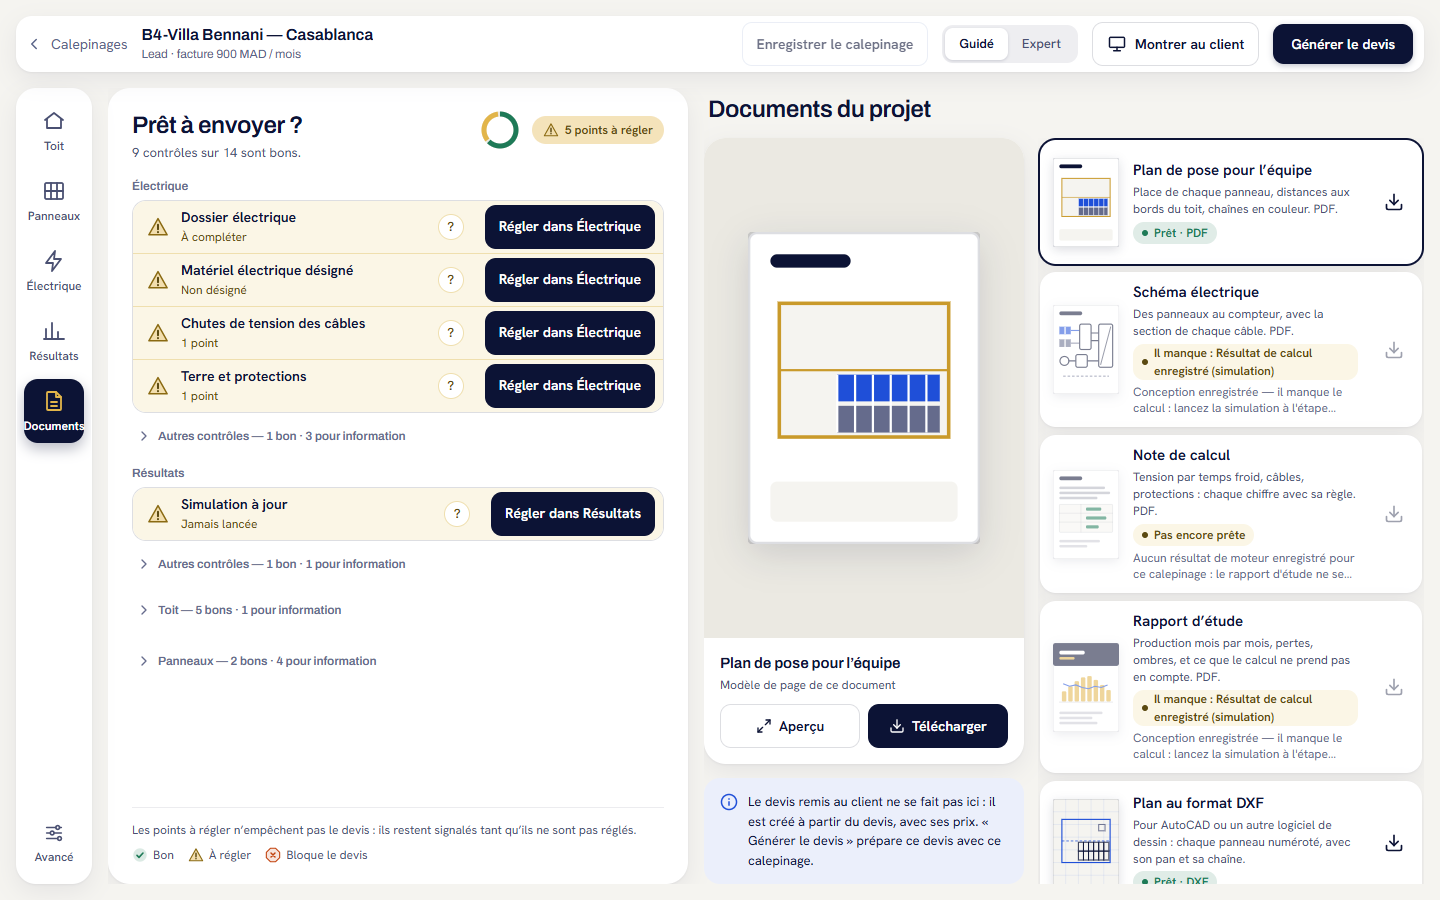 Calepinages
B4-Villa Bennani — Casablanca
Lead · facture 900 MAD / mois
Enregistrer le calepinage
Guidé
Expert
Montrer au client
Générer le devis
Toit
Panneaux
Électrique
Résultats
Documents
Avancé
Prêt à envoyer ?
9 contrôles sur 14 sont bons.
5 points à régler
Électrique
Dossier électrique
À compléter
?
Régler dans Électrique
Matériel électrique désigné
Non désigné
?
Régler dans Électrique
Chutes de tension des câbles
1 point
?
Régler dans Électrique
Terre et protections
1 point
?
Régler dans Électrique
Autres contrôles — 1 bon · 3 pour information
Résultats
Simulation à jour
Jamais lancée
?
Régler dans Résultats
Autres contrôles — 1 bon · 1 pour information
Toit — 5 bons · 1 pour information
Panneaux — 2 bons · 4 pour information
Les points à régler n’empêchent pas le devis : ils restent signalés tant qu’ils ne sont pas réglés.
Bon
À régler
Bloque le devis
Documents du projet
Plan de pose pour l’équipe
Modèle de page de ce document
Aperçu
Télécharger
Le devis remis au client ne se fait pas ici : il
est créé à partir du devis, avec ses prix. «
Générer le devis » prépare ce devis avec ce
calepinage.
Plan de pose pour l’équipe
Place de chaque panneau, distances aux
bords du toit, chaînes en couleur. PDF.
Prêt · PDF
Schéma électrique
Des panneaux au compteur, avec la
section de chaque câble. PDF.
Il manque : Résultat de calcul
enregistré (simulation)
Conception enregistrée — il manque le
calcul : lancez la simulation à l'étape…
Note de calcul
Tension par temps froid, câbles,
protections : chaque chiffre avec sa règle.
PDF.
Pas encore prête
Aucun résultat de moteur enregistré pour
ce calepinage : le rapport d'étude ne se…
Rapport d’étude
Production mois par mois, pertes,
ombres, et ce que le calcul ne prend pas
en compte. PDF.
Il manque : Résultat de calcul
enregistré (simulation)
Conception enregistrée — il manque le
calcul : lancez la simulation à l'étape…
Plan au format DXF
Pour AutoCAD ou un autre logiciel de
dessin : chaque panneau numéroté, avec
son pan et sa chaîne.
Prêt · DXF